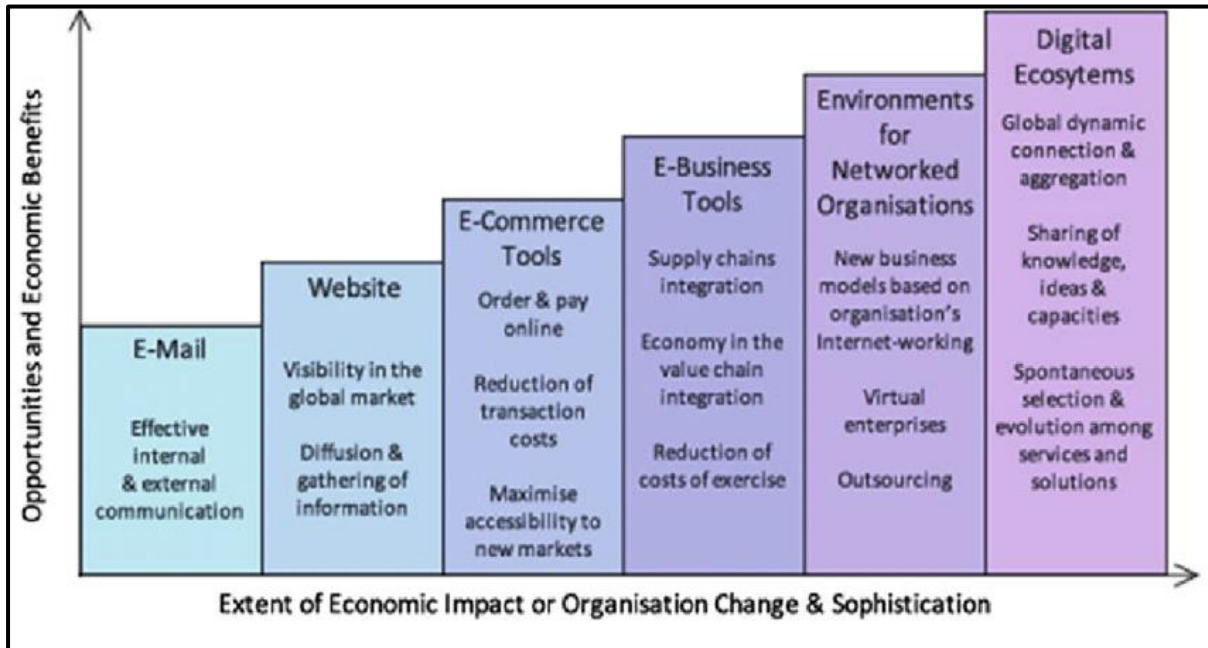 Opportunities and Economic Benefits
E-Mail
Effective
internal
& external
communication
Website
Visibility in the
global market
Diffusion &
gathering of
information
E-Commerce
Tools
Order & pay
online
Reduction of
transaction
costs
Maximise
accessibility to
new markets
E-Business
Tools
Supply chains
integration
Economy in the
value chain
integration
Reduction of
costs of exercise
Environments
for
Networked
Organisations
New business
models based on
organisation's
Internet-working
Virtual
enterprises
Outsourcing
Digital
Ecosytems
Global dynamic
connection &
aggregation
Sharing of
knowledge,
ideas &
capacities
Spontaneous
selection &
evolution among
services and
solutions
Extent of Economic Impact or Organisation Change & Sophistication